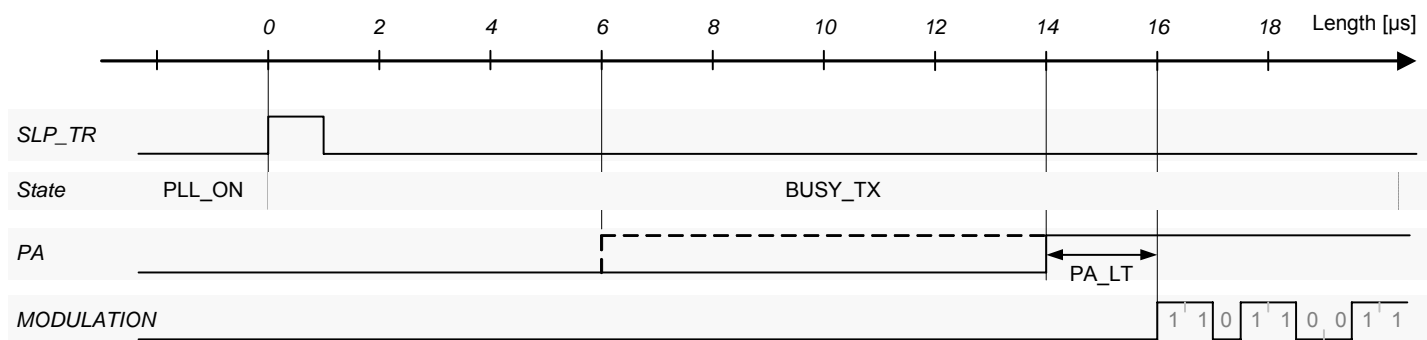 0 2 4 6 8 10 12 14 16 18 Length [µs]
SLP_TR
State PLL_ON BUSY_TX
PA
PA_LT
MODULATION 1 1 0 1 1 0 0 1 1